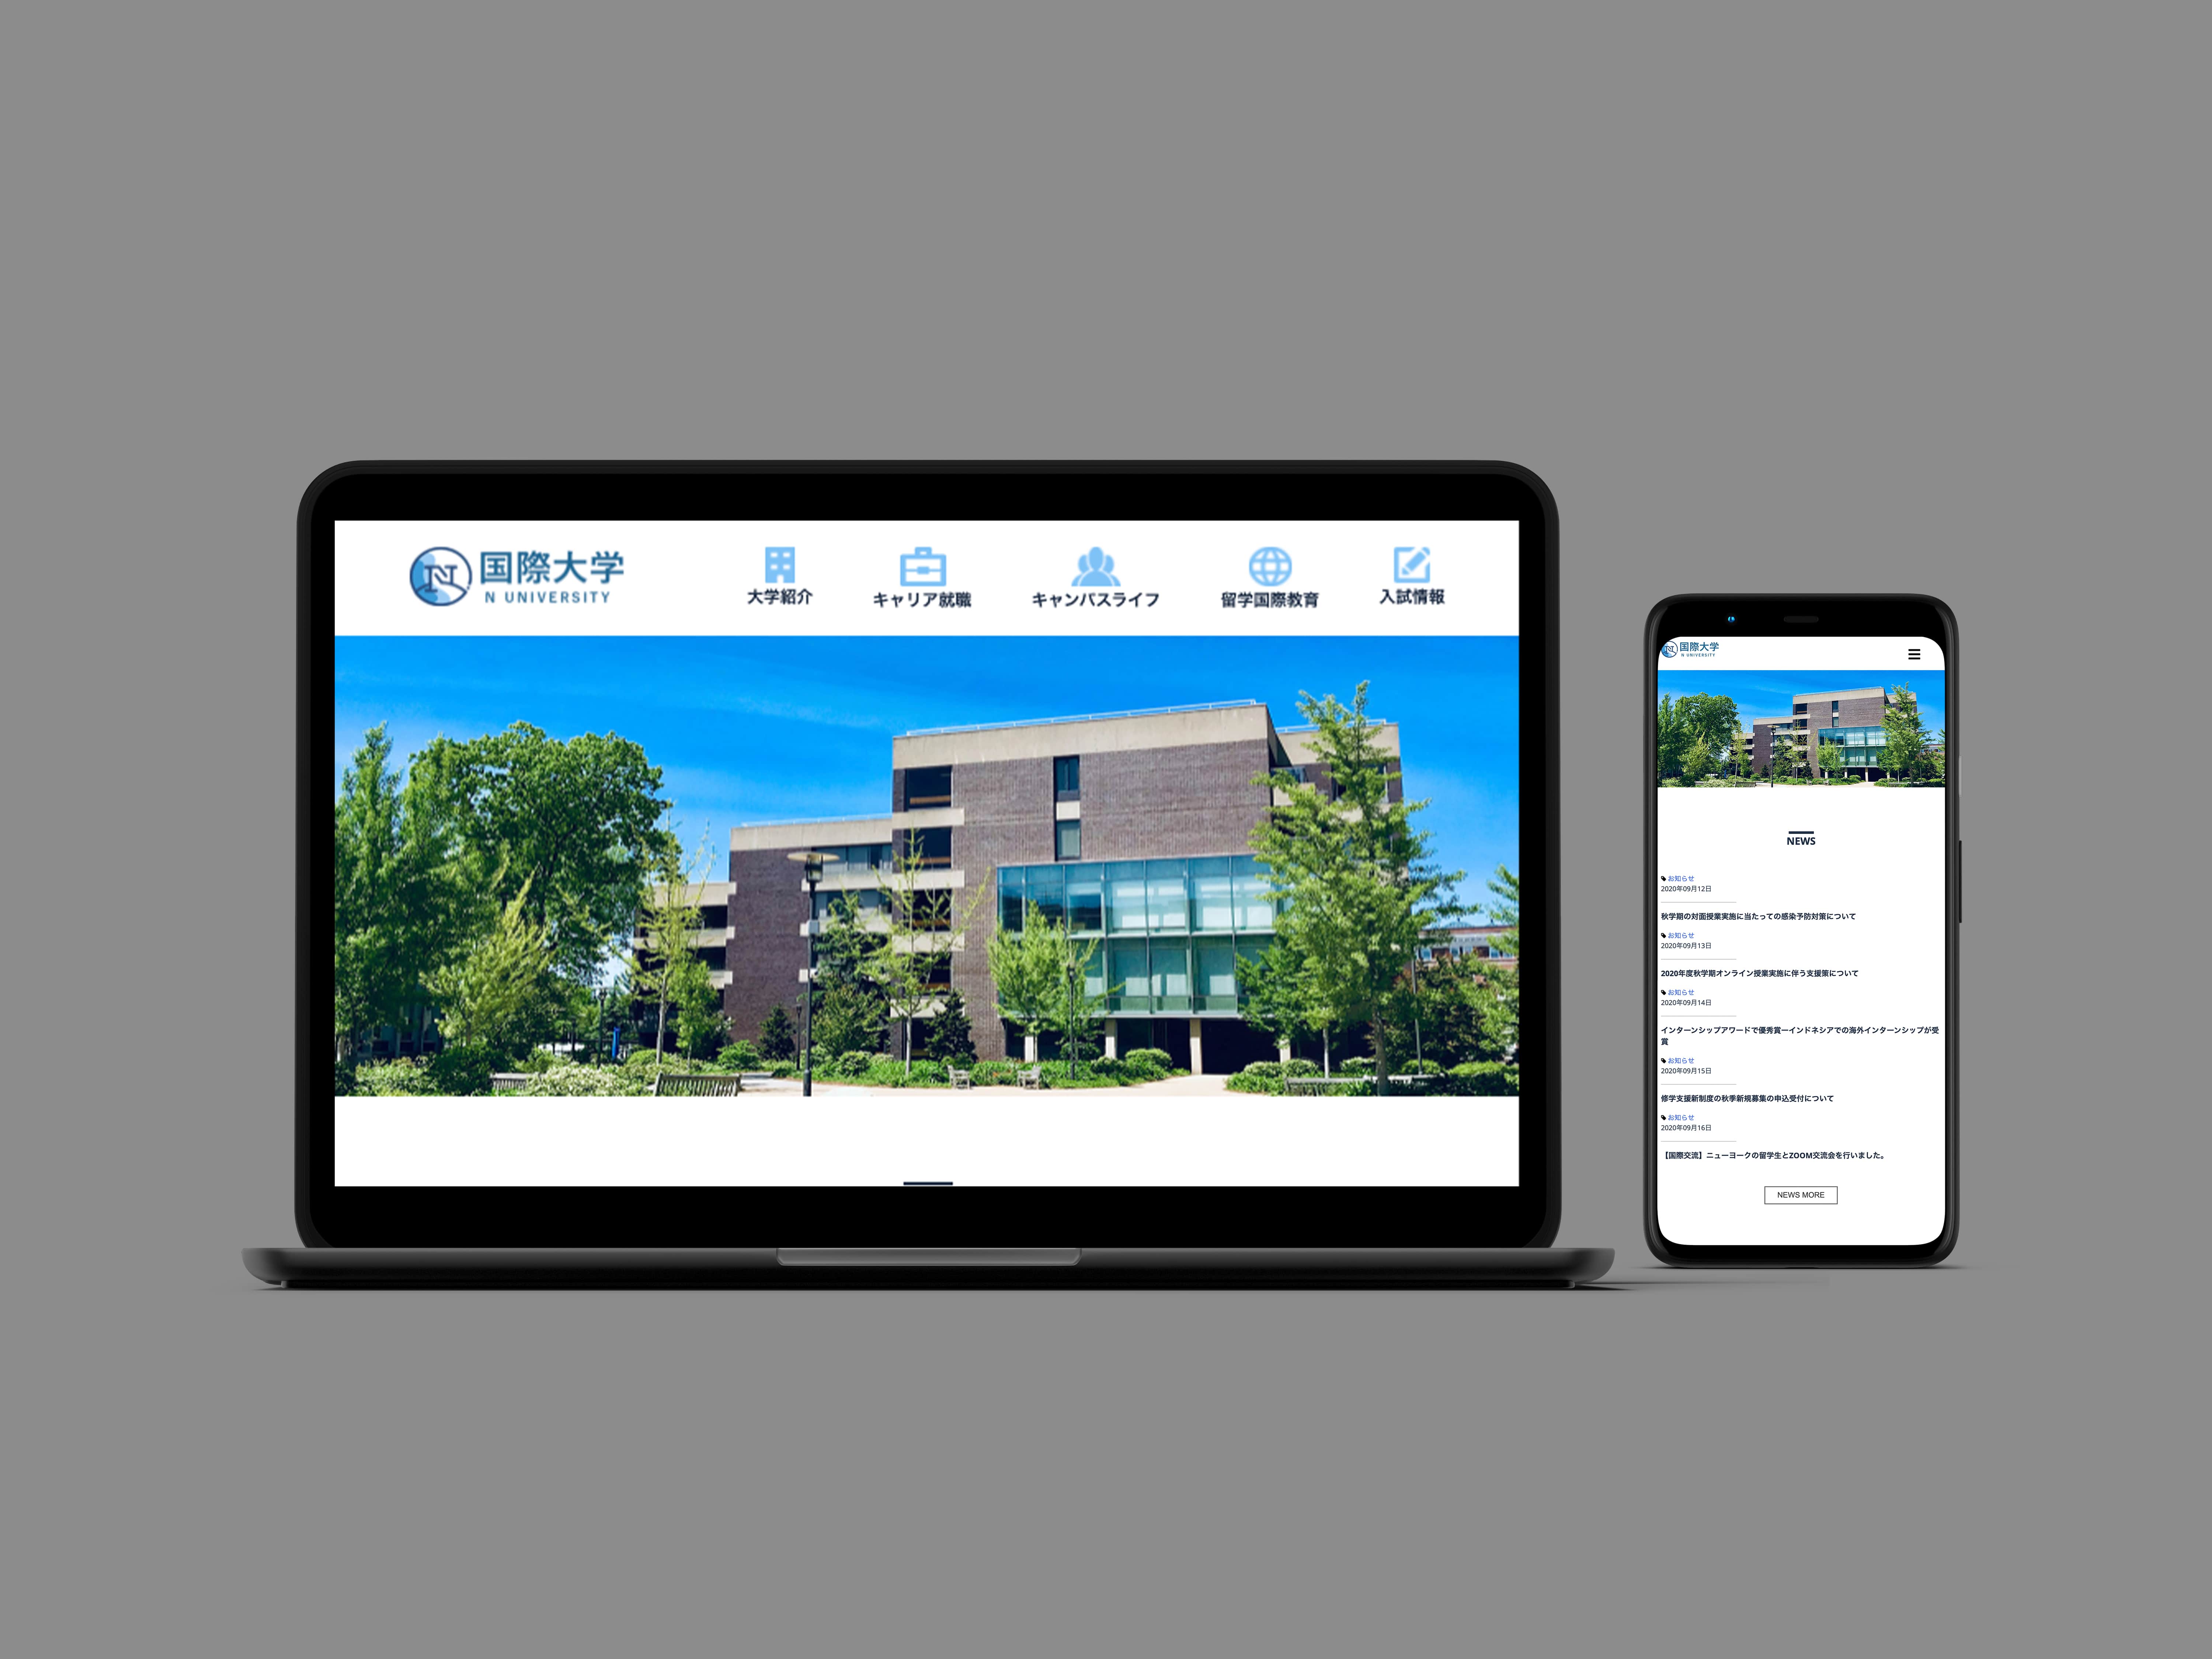 国際大学
N UNIVERSITY
大学紹介
キャリア就職
キャンパスライフ
留学国際教育
入試情報
国際大学
N UNIVERSITY
NEWS
お知らせ
2020年09月12日
秋学期の対面授業実施に当たっての感染予防対策について
お知らせ
2020年09月13日
2020年度秋学期オンライン授業実施に伴う支援策について
お知らせ
2020年09月14日
インターンシップアワードで優秀賞ーインドネシアでの海外インターンシップが受
賞
お知らせ
2020年09月15日
修学支援新制度の秋季新規募集の申込受付について
お知らせ
2020年09月16日
【国際交流】ニューヨークの留学生とZOOM交流会を行いました。
NEWS MORE